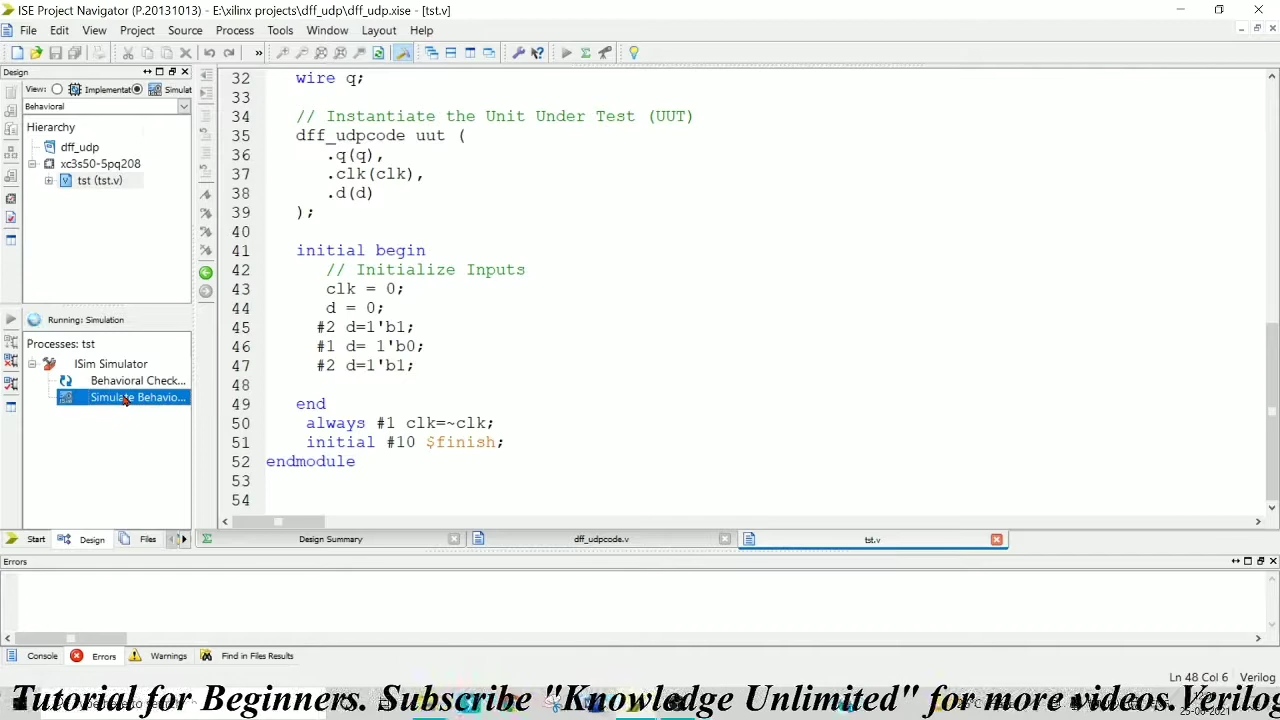 ISE Project Navigator (P.20131013) - E:\xilinx projects\dff_udp\dff_udp.xise - [tst.v]
File Edit View Project Source Process Tools Window Layout Help
Design
View: Implementat Simulat
Behavioral
Hierarchy
dff_udp
xc3s50-5pq208
tst (tst.v)
Running: Simulation
Processes: tst
ISim Simulator
Behavioral Check...
Simulate Behavio...
Start Design Files
32 wire q;
33
34 // Instantiate the Unit Under Test (UUT)
35 dff_udpcode uut (
36 .q(q),
37 .clk(clk),
38 .d(d)
39 );
40
41 initial begin
42 // Initialize Inputs
43 clk = 0;
44 d = 0;
45 #2 d=1'b1;
46 #1 d= 1'b0;
47 #2 d=1'b1;
48
49 end
50 always #1 clk=~clk;
51 initial #10 $finish;
52 endmodule
53
54
Design Summary dff_udpcode.v tst.v
Errors
Console Errors Warnings Find in Files Results
Ln 48 Col 6 Verilog
Tutorial for Beginners. Subscribe "Knowledge Unlimited" for more videos.Verilog